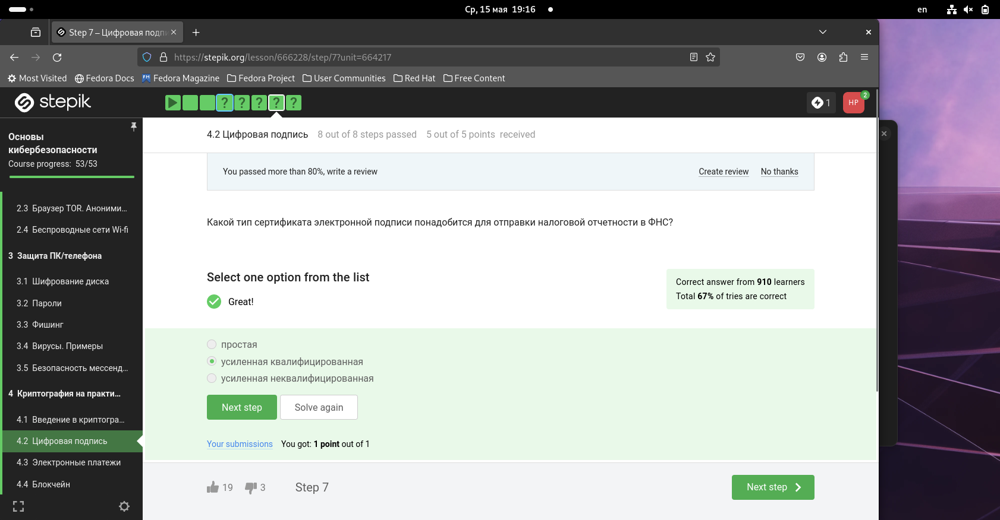 Ср, 15 мая 19:16
en
Step 7 – Цифровая подпи
https://stepik.org/lesson/666228/step/7?unit=664217
Most Visited
Fedora Docs
Fedora Magazine
Fedora Project
User Communities
Red Hat
Free Content
stepik
? ? ? ? ?
1
HP
2
Основы
кибербезопасности
Course progress: 53/53
2.3 Браузер TOR. Аноними...
2.4 Беспроводные сети Wi-fi
3 Защита ПК/телефона
3.1 Шифрование диска
3.2 Пароли
3.3 Фишинг
3.4 Вирусы. Примеры
3.5 Безопасность мессенд...
4 Криптография на практи...
4.1 Введение в криптогра...
4.2 Цифровая подпись
4.3 Электронные платежи
4.4 Блокчейн
4.2 Цифровая подпись 8 out of 8 steps passed 5 out of 5 points received
You passed more than 80%, write a review
Create review
No thanks
Какой тип сертификата электронной подписи понадобится для отправки налоговой отчетности в ФНС?
Select one option from the list
Great!
Correct answer from 910 learners
Total 67% of tries are correct
простая
усиленная квалифицированная
усиленная неквалифицированная
Next step
Solve again
Your submissions You got: 1 point out of 1
19
3
Step 7
Next step